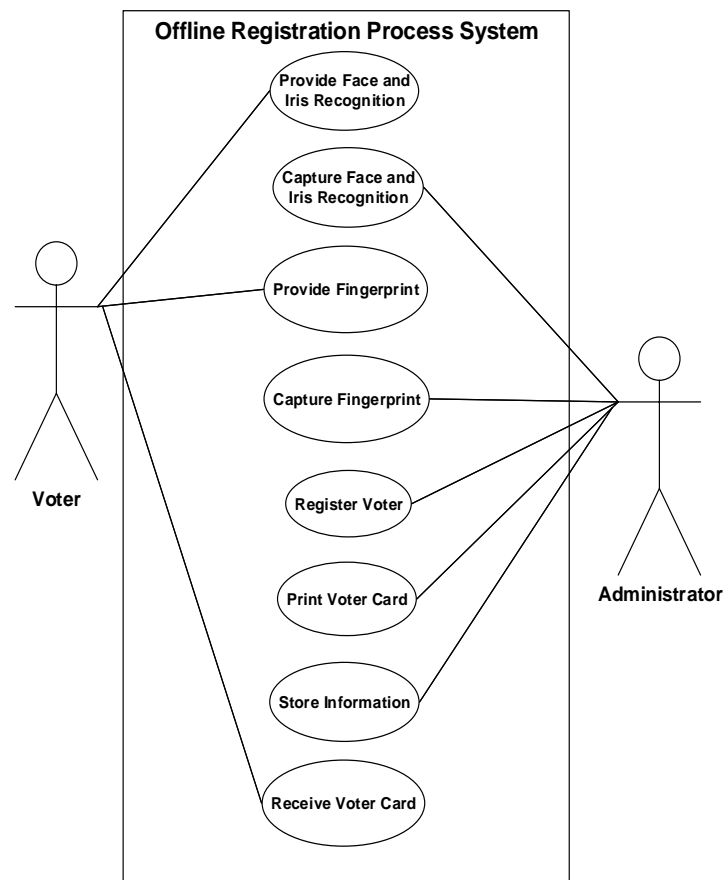 Offline Registration Process System
Provide Face and
Iris Recognition
Capture Face and
Iris Recognition
Provide Fingerprint
Capture Fingerprint
Voter
Register Voter
Print Voter Card
Administrator
Store Information
Receive Voter Card